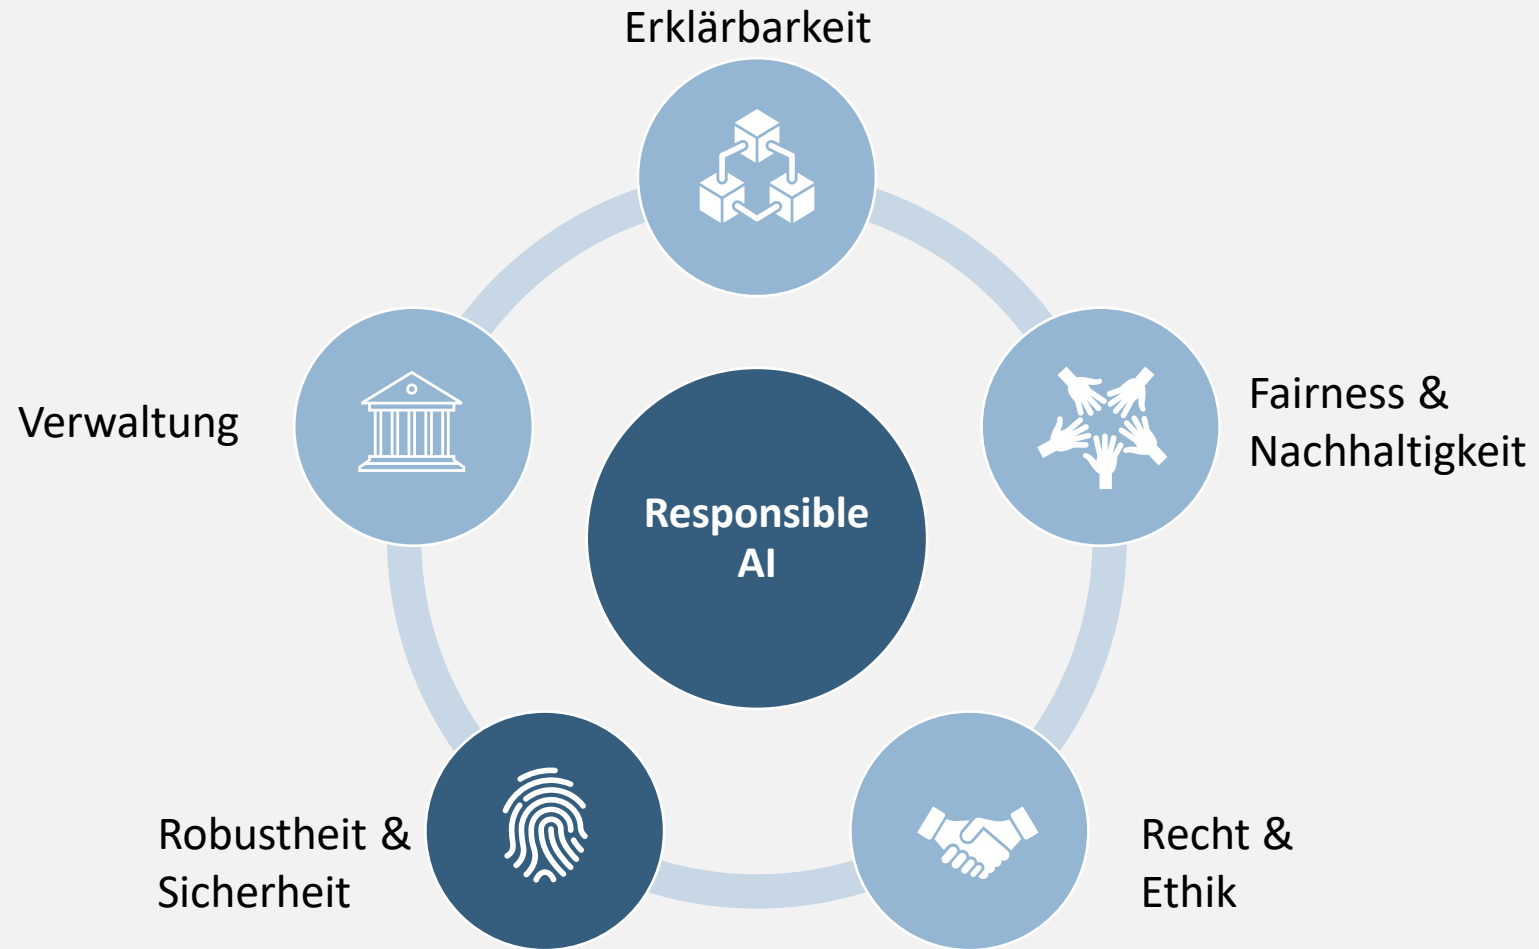 Erklärbarkeit
Verwaltung
Fairness &
Nachhaltigkeit
Responsible
AI
Robustheit &
Sicherheit
Recht &
Ethik